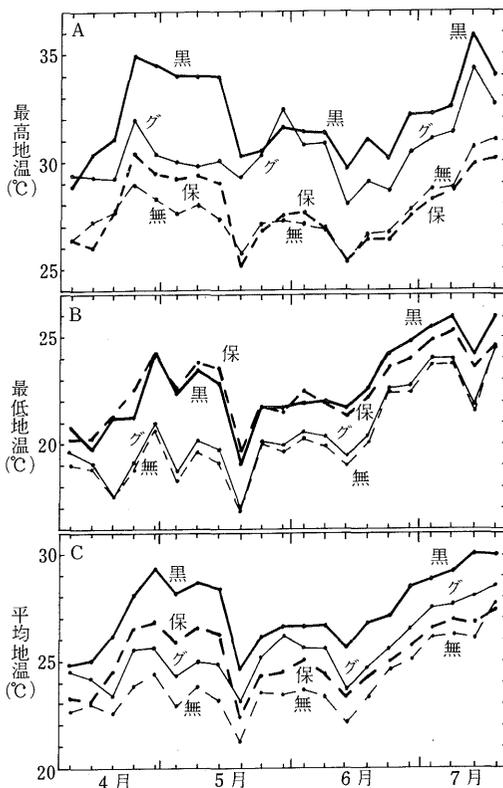 A
最高地温(℃)
35
30
25
黒
グ
保
無
黒
グ
保
無
黒
グ
無
保
B
最低地温(℃)
25
20
保
黒
グ
無
黒
保
グ
無
C
平均地温(℃)
30
25
20
黒
保
グ
無
黒
グ
保
無
4月 5月 6月 7月